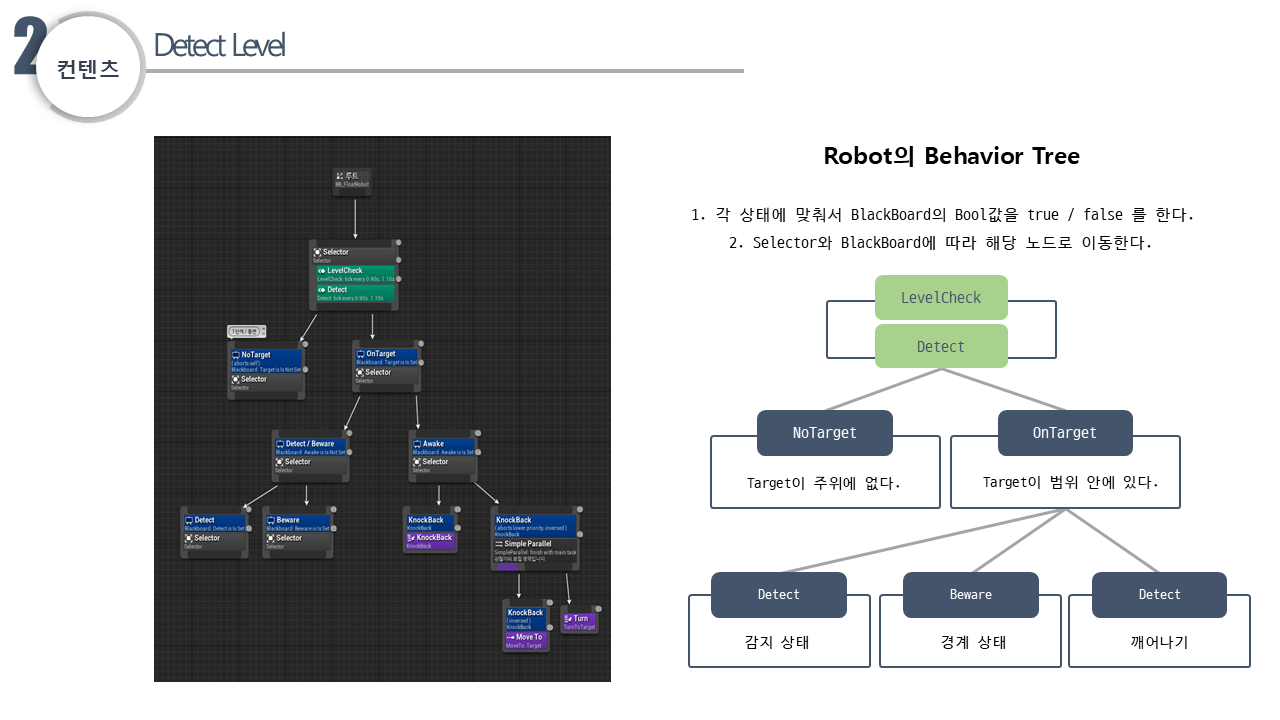 2
컨텐츠
Detect Level
루트
BB_FloatRobot
Selector
Selector
LevelCheck
LevelCheck: tick every 0.90s..1.10s
Detect
Detect: tick every 0.90s..1.10s
NoTarget
( aborts self )
Blackboard: Target is Is Not Set
Selector
Selector
OnTarget
Blackboard: Target is Is Set
Selector
Selector
Detect / Beware
Blackboard: Awake is Is Not Set
Selector
Selector
Awake
Blackboard: Awake is Is Set
Selector
Selector
Detect
Blackboard: Detect is Is Set
Selector
Selector
Beware
Blackboard: Beware is Is Set
Selector
Selector
KnockBack
KnockBack
KnockBack
KnockBack
KnockBack
( aborts lower priority, inversed )
KnockBack
Simple Parallel
SimpleParallel: finish with main task
KnockBack
( inversed )
KnockBack
Move To
MoveTo: Target
Turn
TurnToTarget
Robot의 Behavior Tree
1. 각 상태에 맞춰서 BlackBoard의 Bool값을 true / false 를 한다.
2. Selector와 BlackBoard에 따라 해당 노드로 이동한다.
LevelCheck
Detect
NoTarget
Target이 주위에 없다.
OnTarget
Target이 범위 안에 있다.
Detect
감지 상태
Beware
경계 상태
Detect
깨어나기